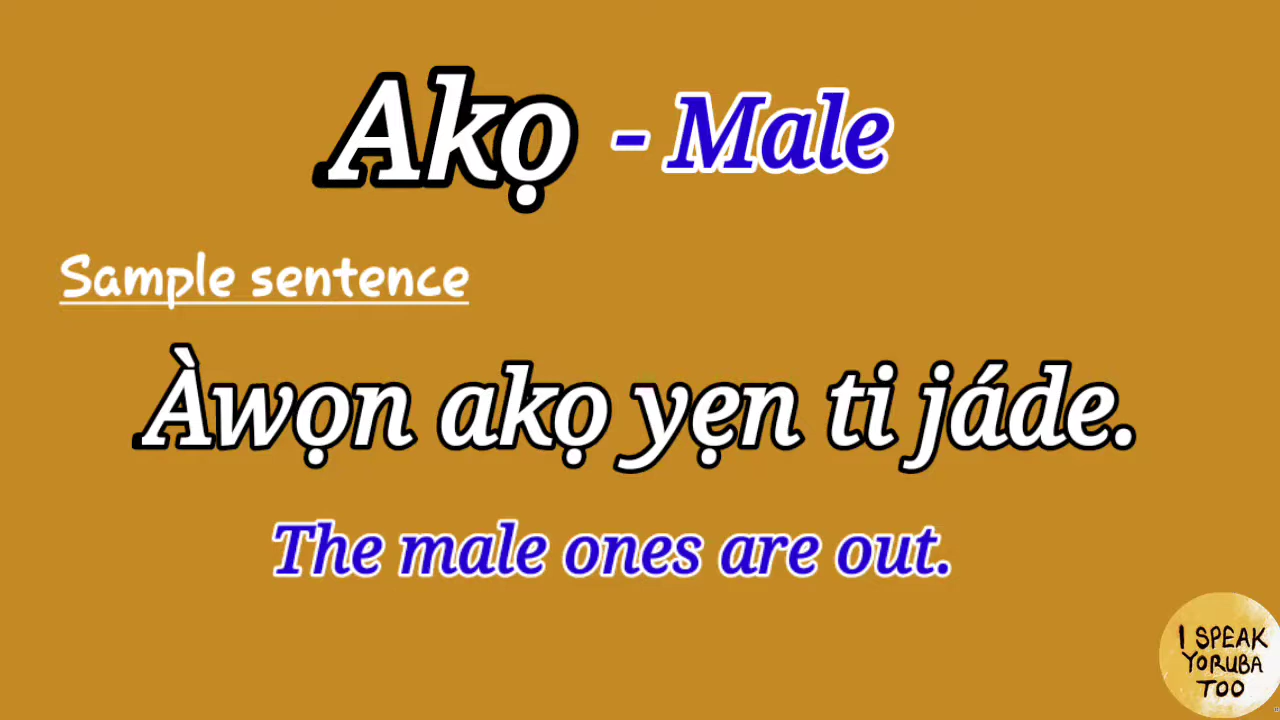 Akọ - Male
Sample sentence
Àwọn akọ yẹn ti jáde.
The male ones are out.
I SPEAK
YORUBA
TOO